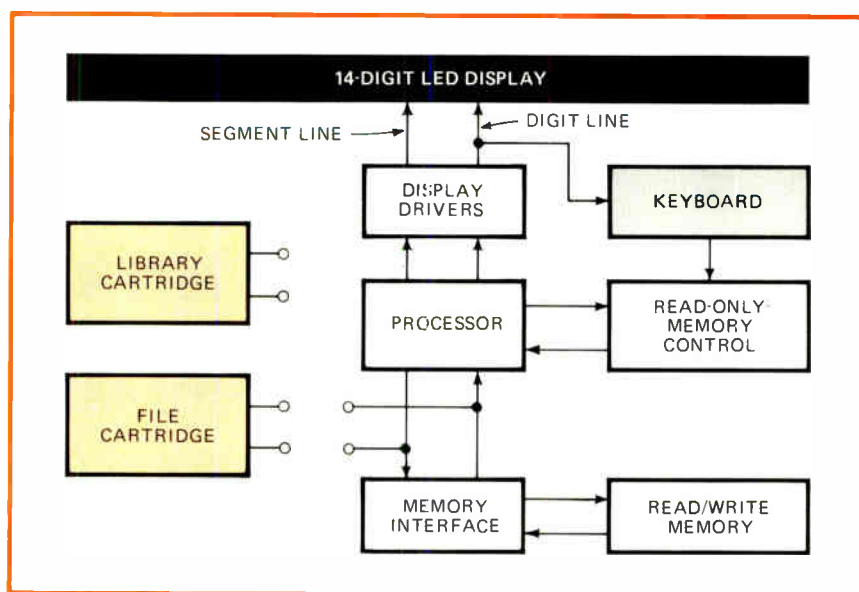 14-DIGIT LED DISPLAY
SEGMENT LINE
DIGIT LINE
DISPLAY
DRIVERS
KEYBOARD
LIBRARY
CARTRIDGE
PROCESSOR
READ-ONLY-
MEMORY
CONTROL
FILE
CARTRIDGE
MEMORY
INTERFACE
READ/WRITE
MEMORY